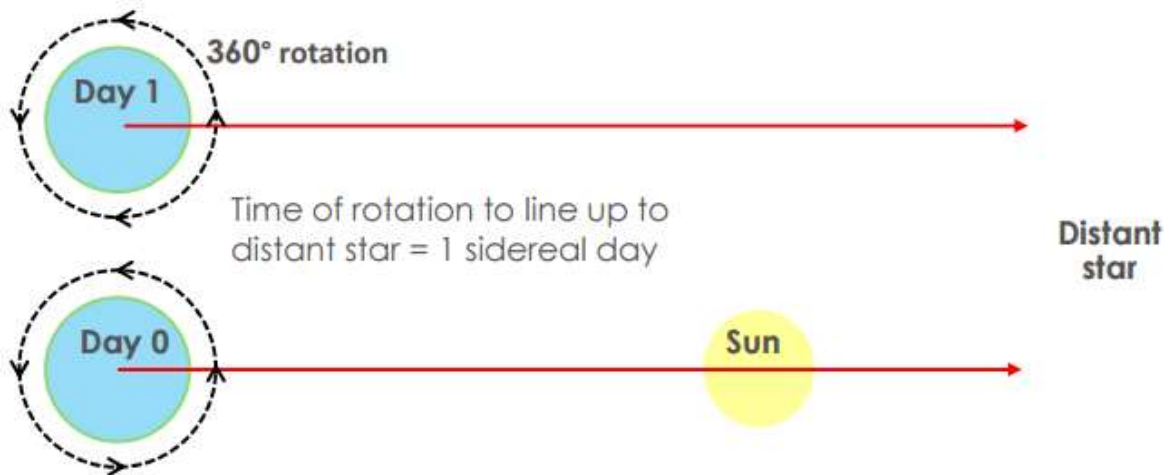 360° rotation
Day 1
Time of rotation to line up to
distant star = 1 sidereal day
Distant
star
Day 0
Sun